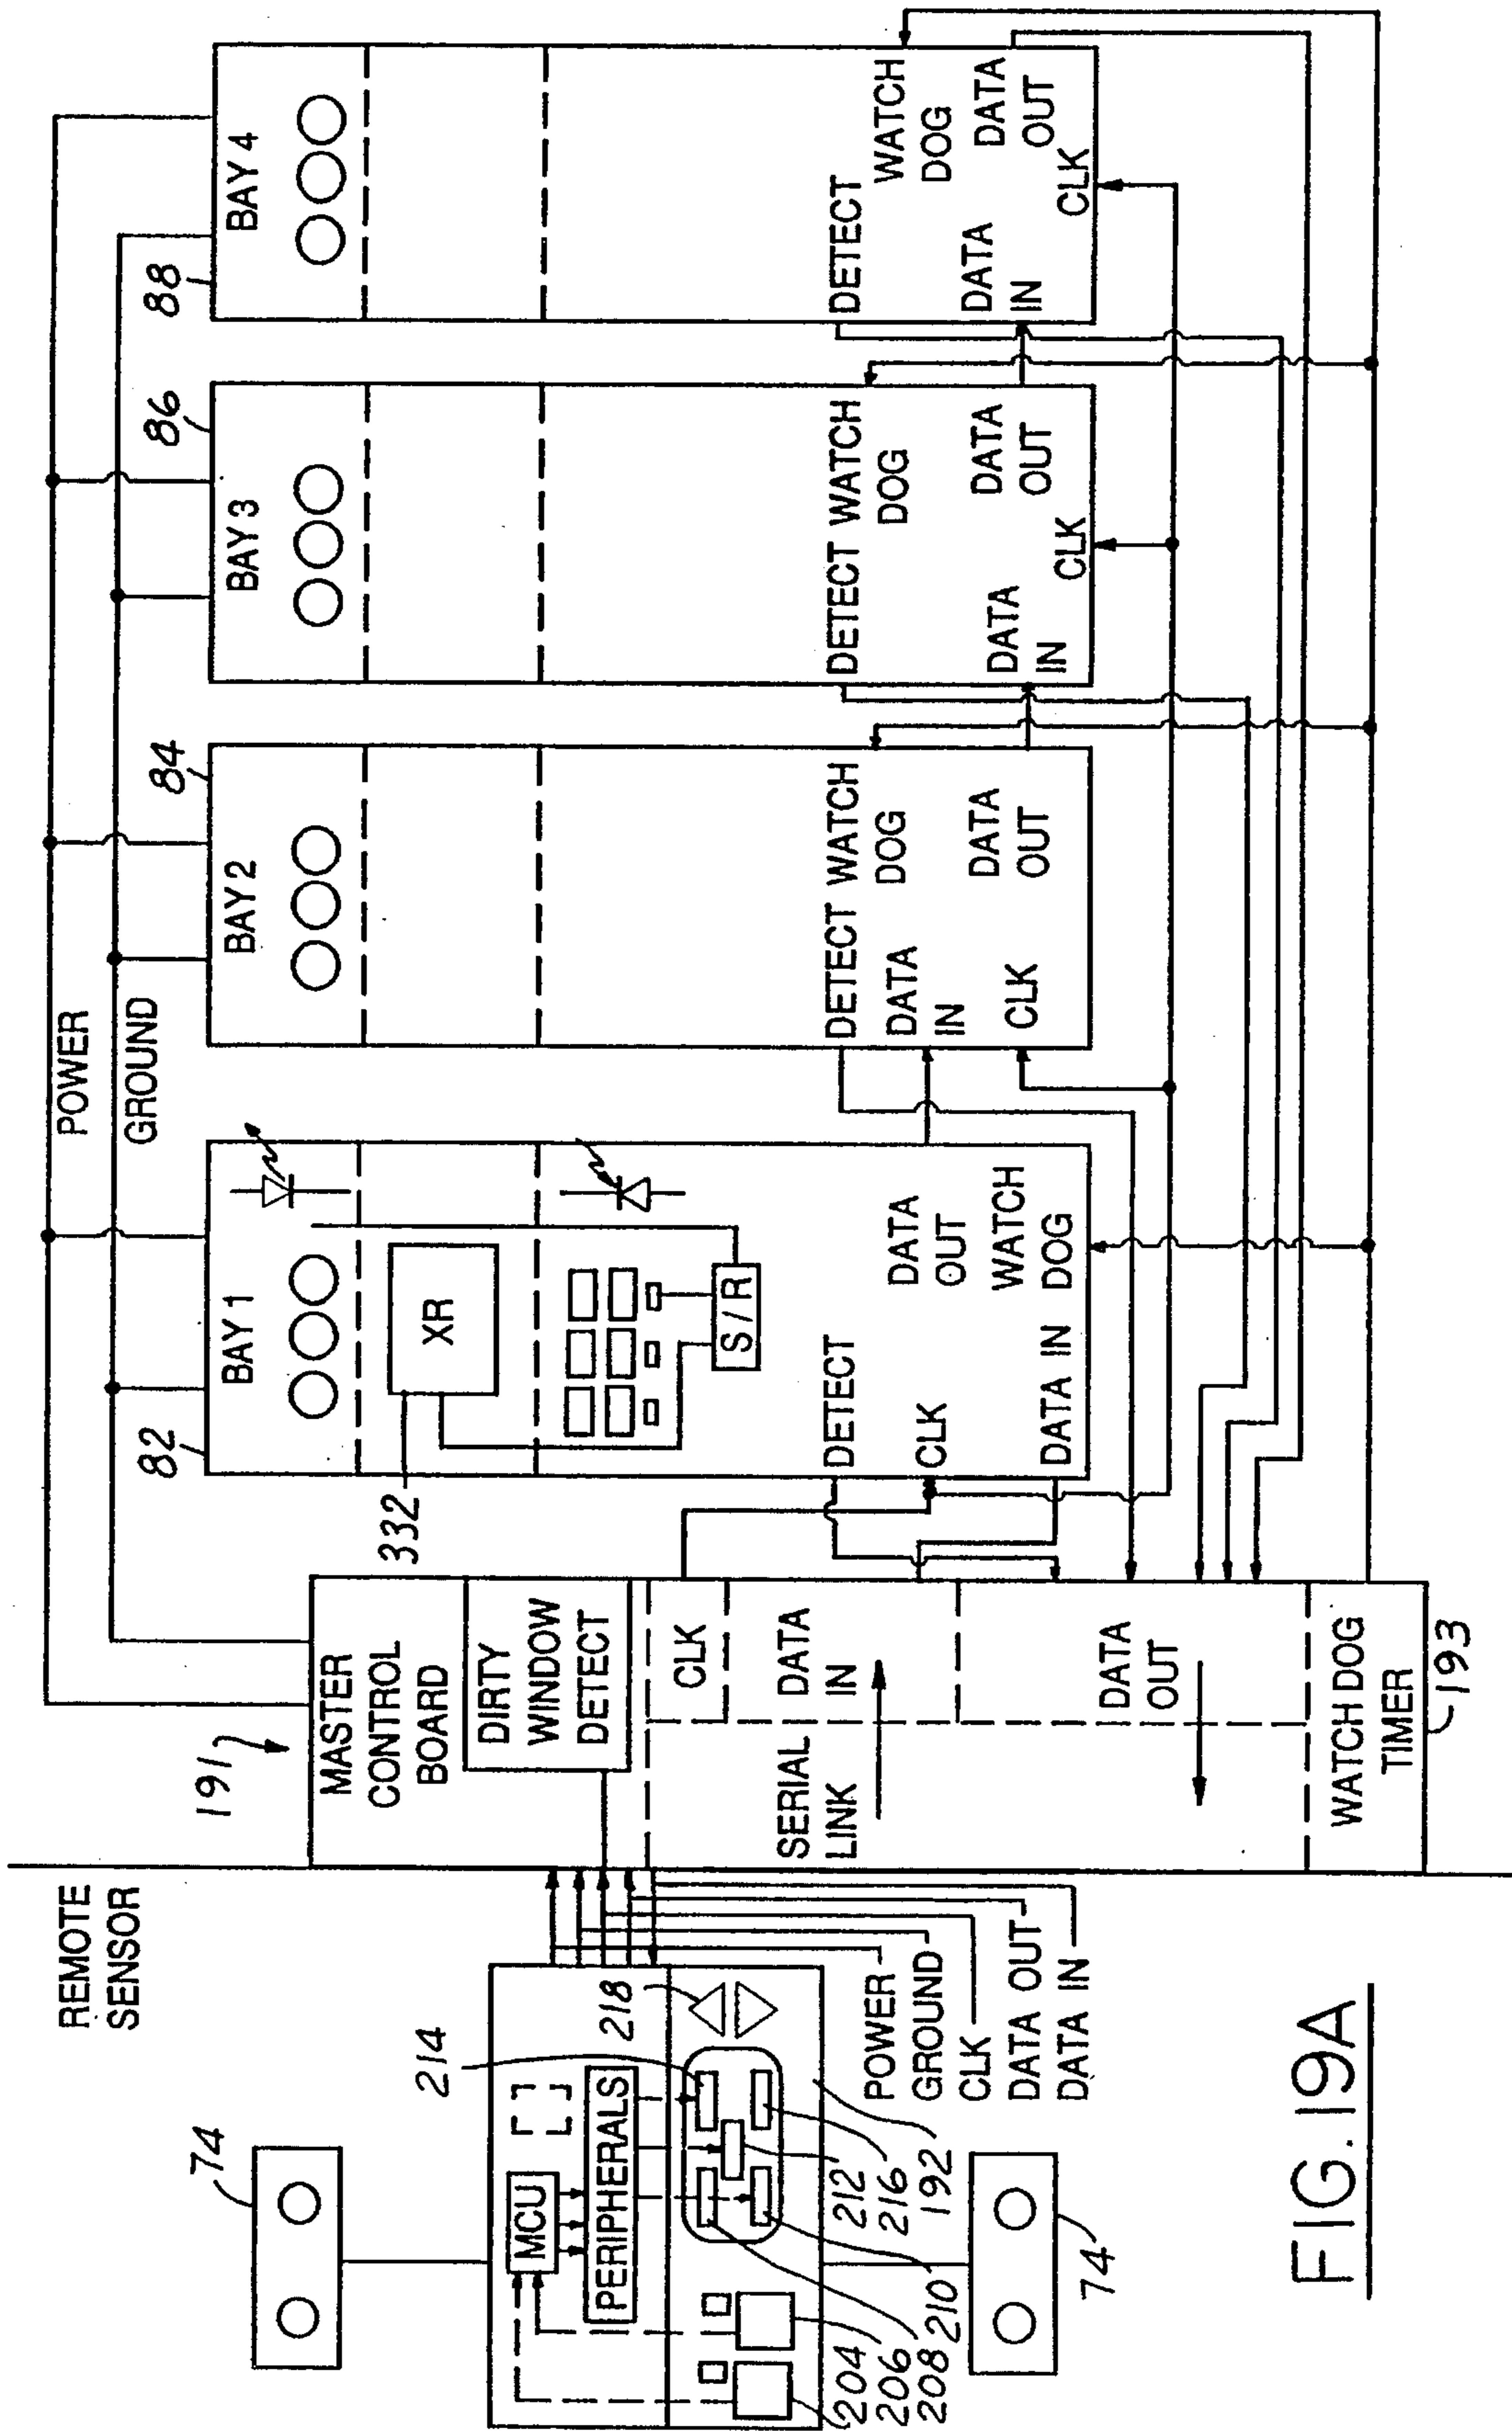 REMOTE
SENSOR
74
214
218
MCU
PERIPHERALS
204
206
208
210
212
216
192
74
POWER
GROUND
CLK
DATA OUT
DATA IN
191
MASTER
CONTROL
BOARD
DIRTY
WINDOW
DETECT
CLK
SERIAL DATA
LINK IN
DATA
OUT
WATCH DOG
TIMER
193
POWER
GROUND
82
BAY 1
332
XR
S / R
DETECT
CLK
DATA IN
DATA
OUT
WATCH
DOG
84
BAY 2
DETECT
WATCH
DOG
DATA
IN
DATA
OUT
CLK
86
BAY 3
DETECT
WATCH
DOG
DATA
IN
DATA
OUT
CLK
88
BAY 4
DETECT
WATCH
DOG
DATA
IN
DATA
OUT
CLK
FIG. 19A